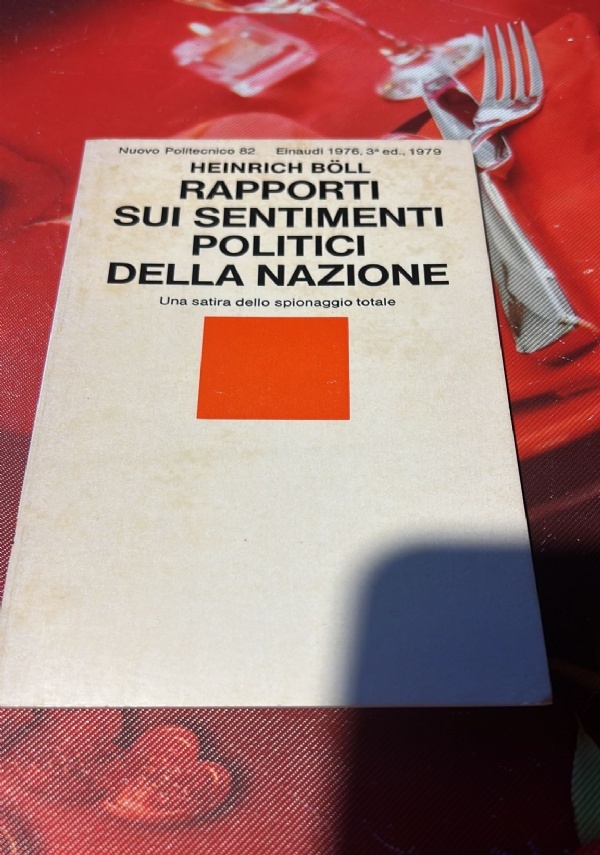 Nuovo Politecnico 82 Einaudi 1976, 3ª ed., 1979
HEINRICH BÖLL
RAPPORTI
SUI SENTIMENTI
POLITICI
DELLA NAZIONE
Una satira dello spionaggio totale